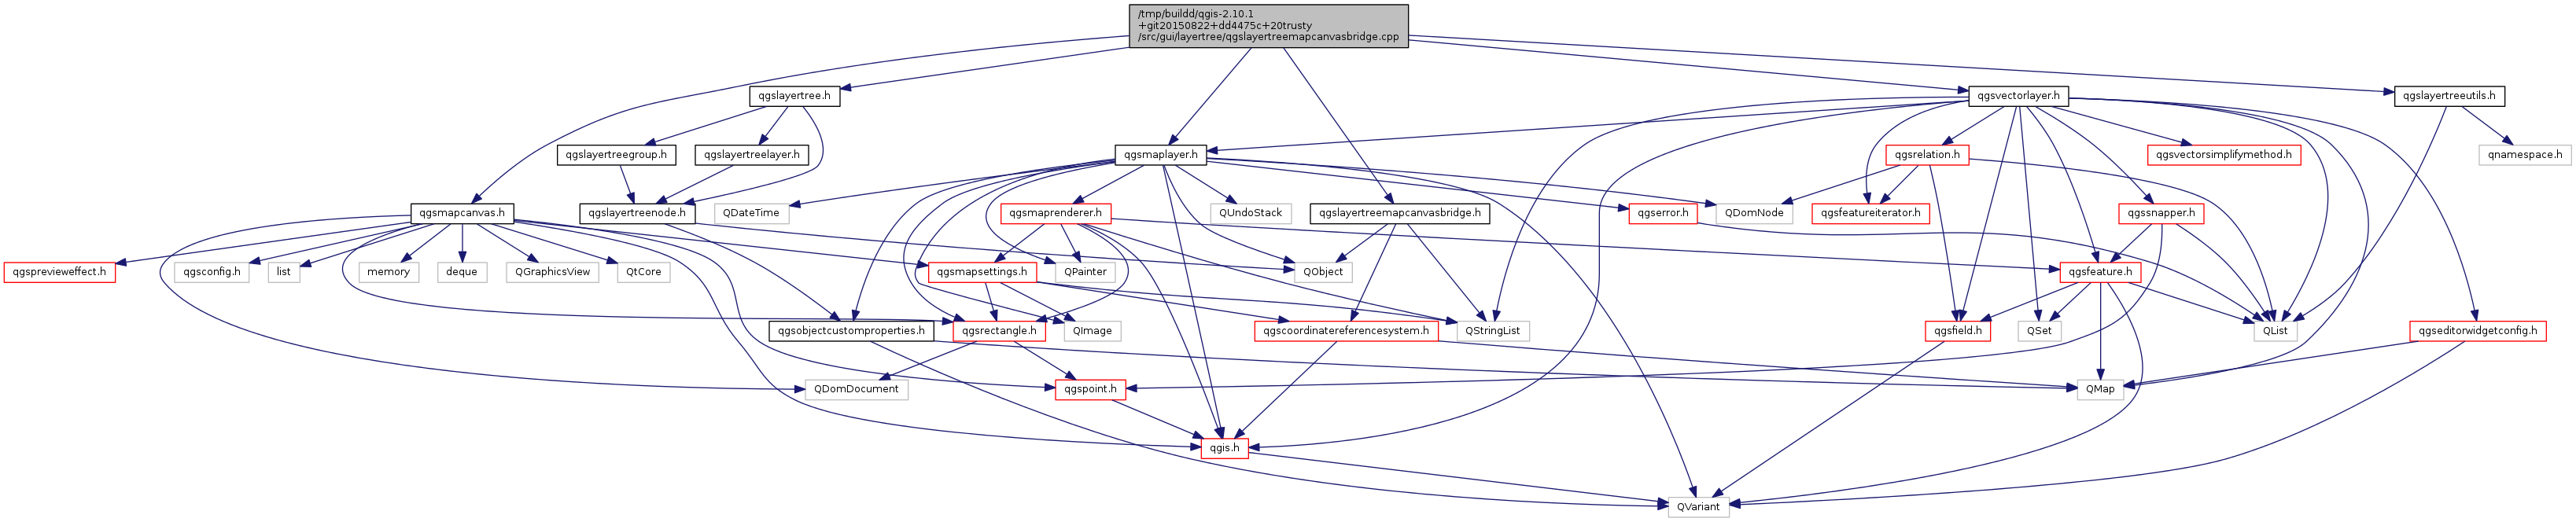 /tmp/buildd/qgis-2.10.1
+git20150822+dd4475c+20trusty
/src/gui/layertree/qgslayertreemapcanvasbridge.cpp
qgslayertree.h
qgsvectorlayer.h
qgslayertreeutils.h
qgslayertreegroup.h
qgslayertreelayer.h
qgsmaplayer.h
qgsrelation.h
qgsvectorsimplifymethod.h
qnamespace.h
qgsmapcanvas.h
qgslayertreenode.h
QDateTime
qgsmaprenderer.h
QUndoStack
qgslayertreemapcanvasbridge.h
qgserror.h
QDomNode
qgsfeatureiterator.h
qgssnapper.h
qgsprevieweffect.h
qgsconfig.h
list
memory
deque
QGraphicsView
QtCore
qgsmapsettings.h
QPainter
QObject
qgsfeature.h
qgsobjectcustomproperties.h
qgsrectangle.h
QImage
qgscoordinatereferencesystem.h
QStringList
qgsfield.h
QSet
QList
qgseditorwidgetconfig.h
QDomDocument
qgspoint.h
QMap
qgis.h
QVariant